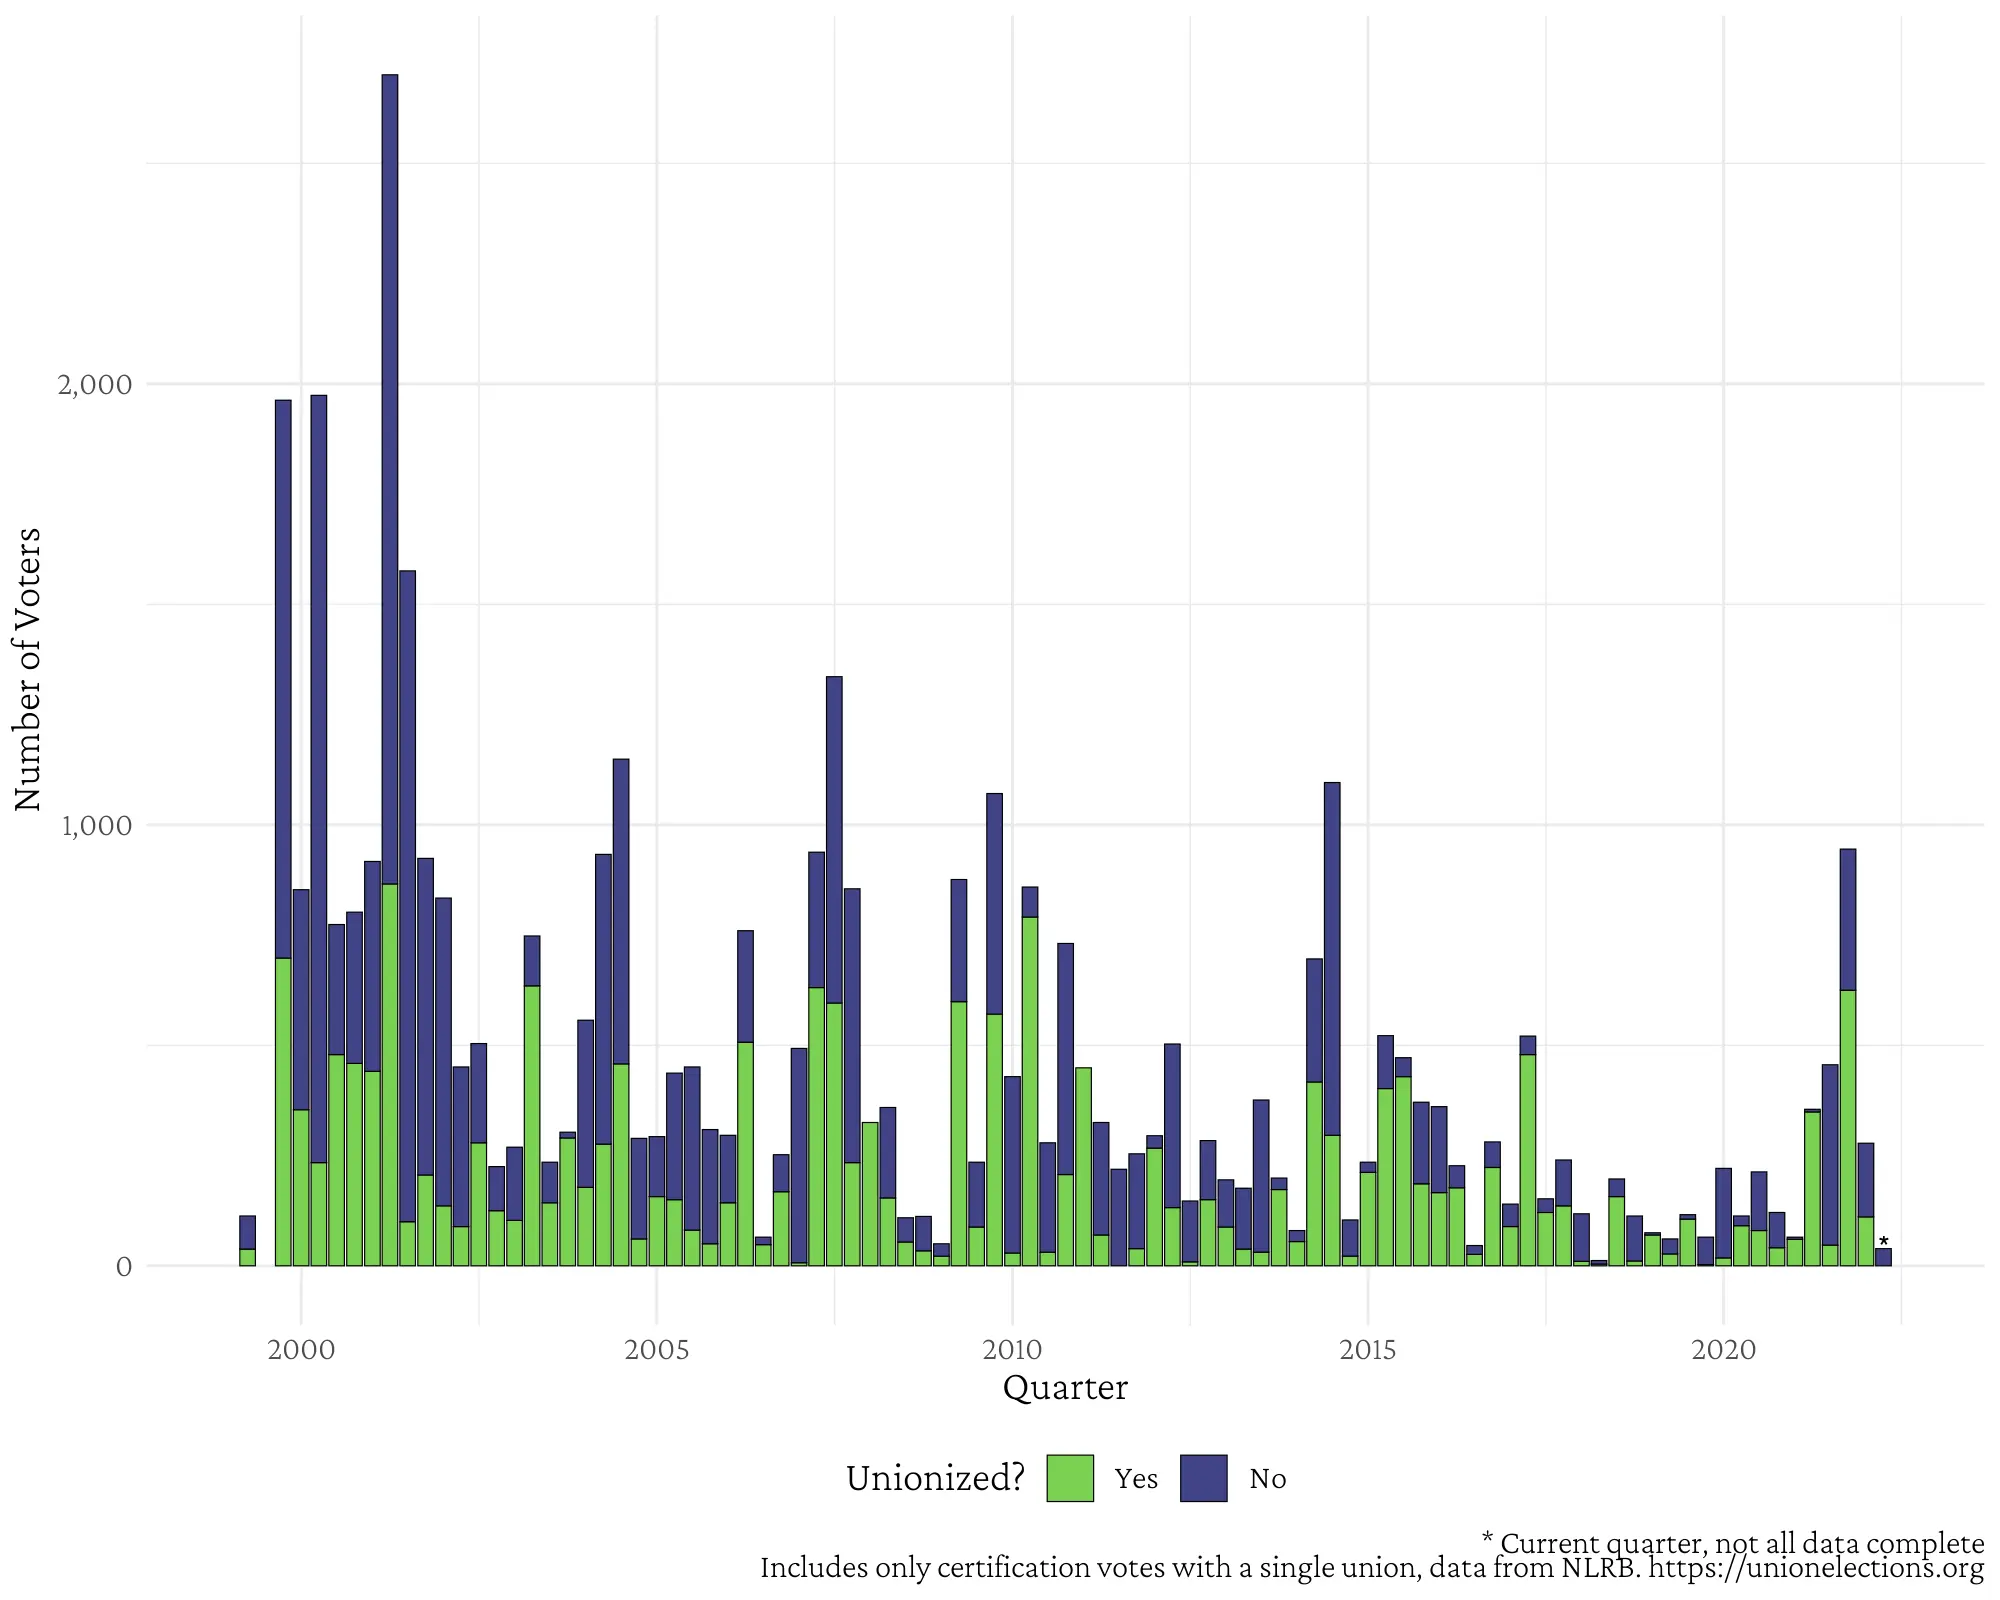 Number of Voters
2,000
1,000
0
2000 2005 2010 2015 2020
*
Quarter
Unionized? Yes No
* Current quarter, not all data complete
Includes only certification votes with a single union, data from NLRB. https://unionelections.org